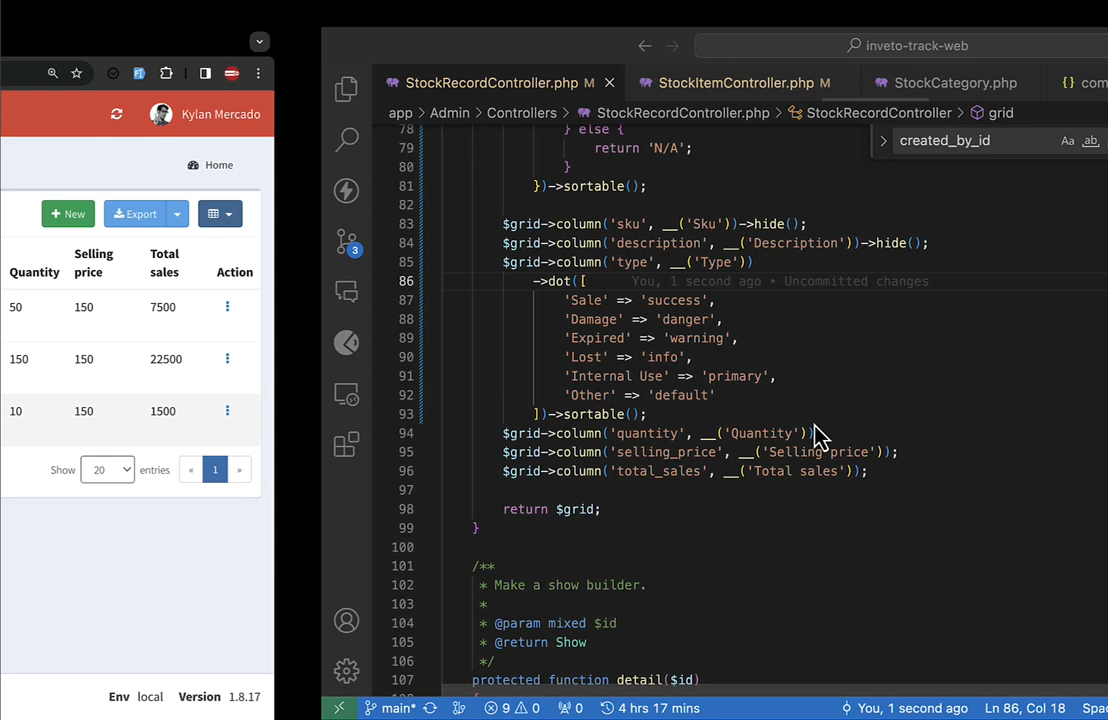 Kylan Mercado
Home
New
Export
Quantity
Selling price
Total sales
Action
50 150 7500
150 150 22500
10 150 1500
Show 20 entries « 1 »
Env local Version 1.8.17
inveto-track-web
StockRecordController.php M
StockItemController.php M
StockCategory.php
{} com
app > Admin > Controllers > StockRecordController.php > StockRecordController > grid
created_by_id
Aa ab
78 } else {
79 return 'N/A';
80 }
81 })->sortable();
82
83 $grid->column('sku', __('Sku'))->hide();
84 $grid->column('description', __('Description'))->hide();
85 $grid->column('type', __('Type'))
86 ->dot([ You, 1 second ago • Uncommitted changes
87 'Sale' => 'success',
88 'Damage' => 'danger',
89 'Expired' => 'warning',
90 'Lost' => 'info',
91 'Internal Use' => 'primary',
92 'Other' => 'default'
93 ])->sortable();
94 $grid->column('quantity', __('Quantity'))
95 $grid->column('selling_price', __('Selling price'));
96 $grid->column('total_sales', __('Total sales'));
97
98 return $grid;
99 }
100
101 /**
102 * Make a show builder.
103 *
104 * @param mixed $id
105 * @return Show
106 */
107 protected function detail($id)
3
main* 9 0 0 4 hrs 17 mins You, 1 second ago Ln 86, Col 18 Spac